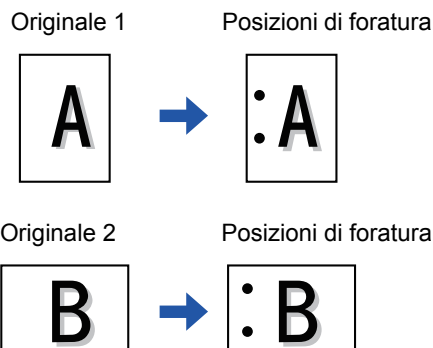 Originale 1 Posizioni di foratura
A A
Originale 2 Posizioni di foratura
B B